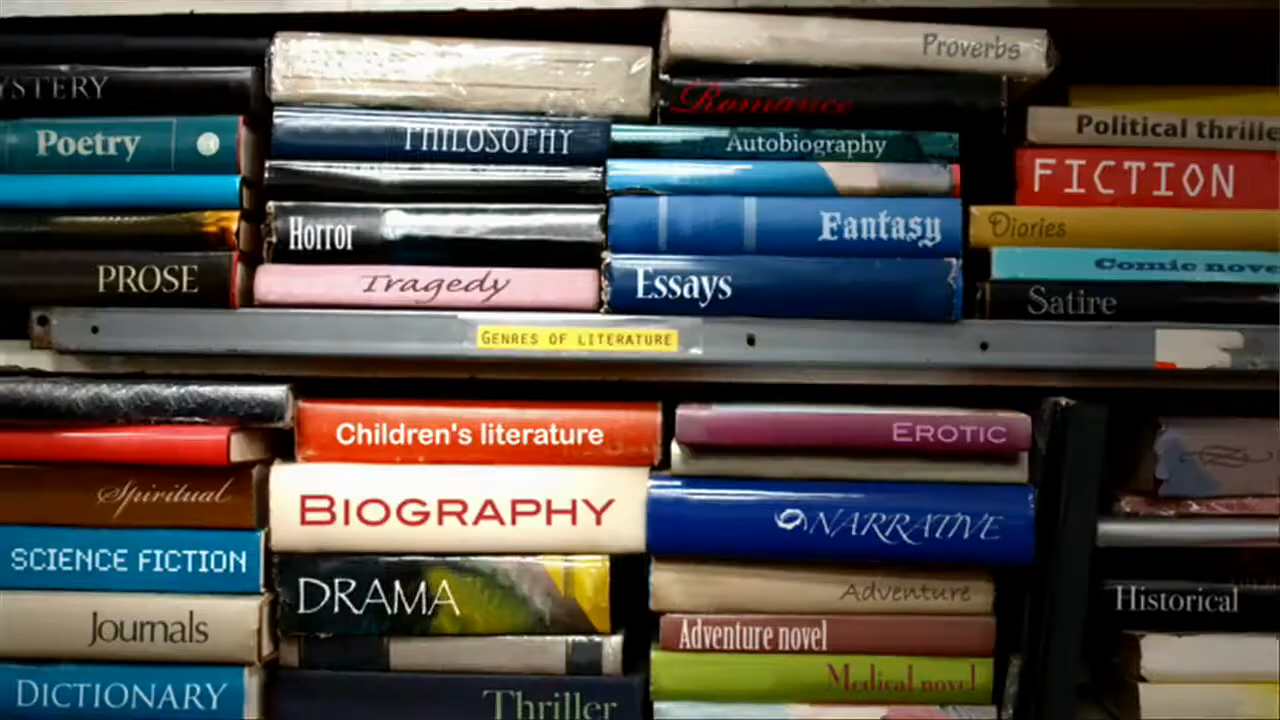 YSTERY
Poetry
PROSE
PHILOSOPHY
Horror
Tragedy
Proverbs
Romance
Autobiography
Fantasy
Essays
Political thrille
FICTION
Diories
Comic nove
Satire
GENRES OF LITERATURE
Spiritual
SCIENCE FICTION
Journals
DICTIONARY
Children's literature
BIOGRAPHY
DRAMA
Thriller
EROTIC
NARRATIVE
Adventure
Adventure novel
Medical novel
Historical